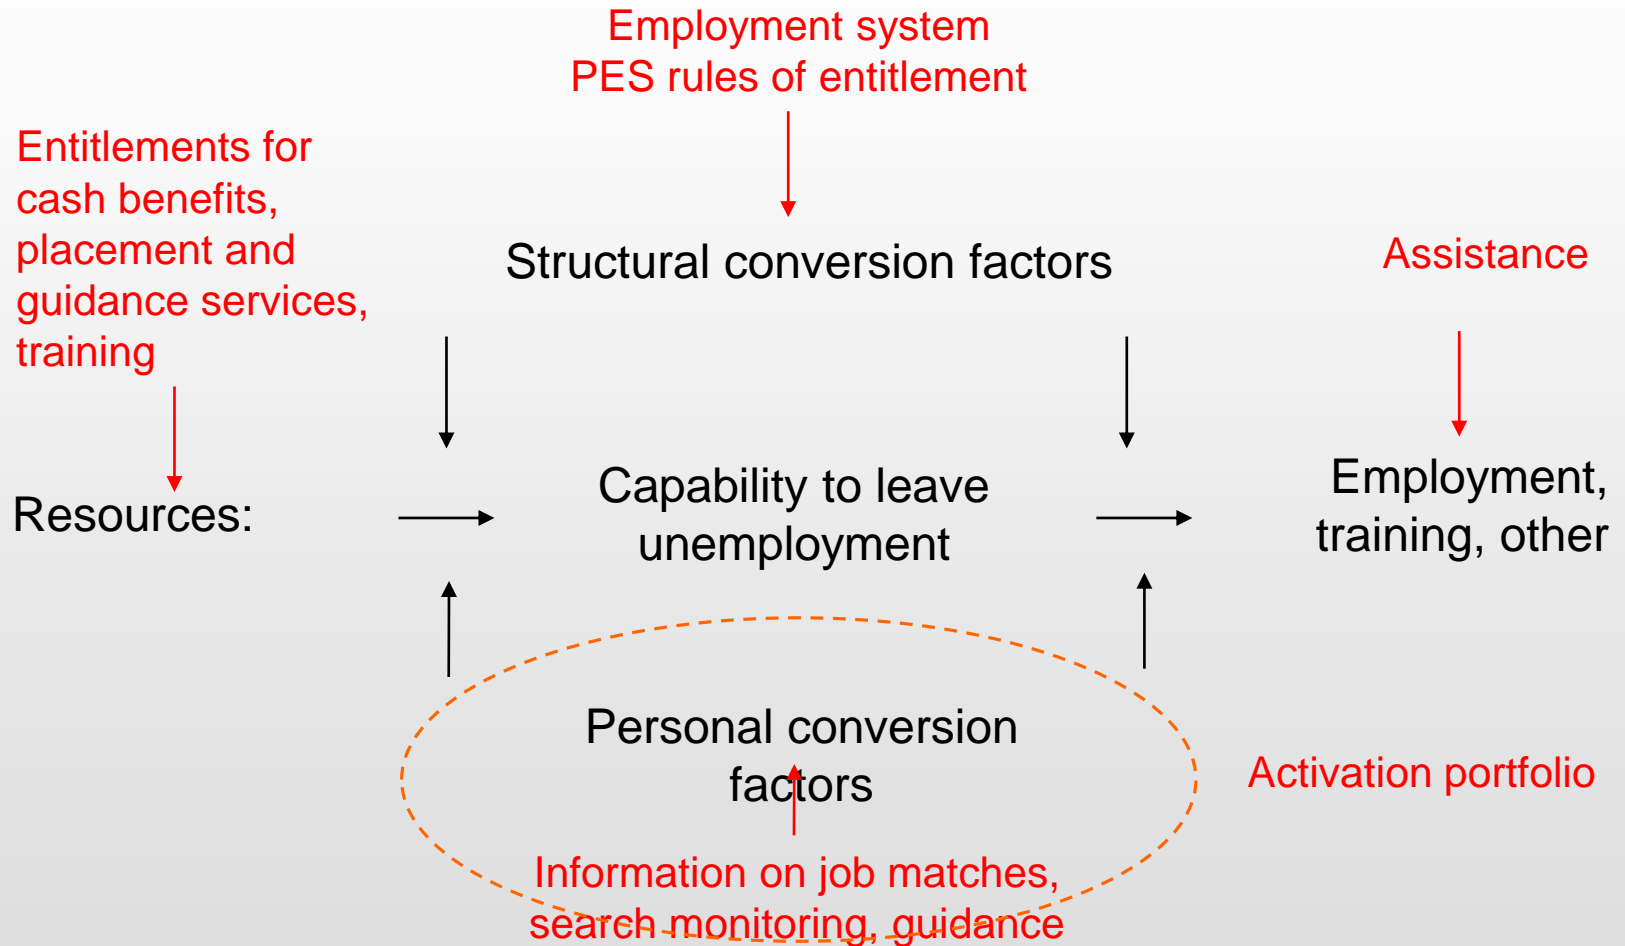 Employment system
PES rules of entitlement
Entitlements for
cash benefits,
placement and
guidance services,
training
Structural conversion factors
Assistance
Resources:
Capability to leave
unemployment
Employment,
training, other
Personal conversion
factors
Activation portfolio
Information on job matches,
search monitoring, guidance